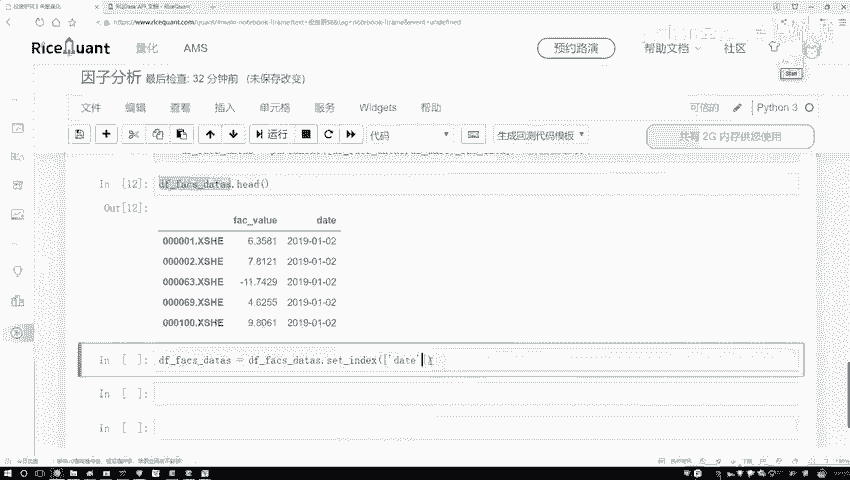 RiceQuant 量化 AMS 预约路演 帮助文档 社区
因子分析 最后检查: 32 分钟前 (未保存改变)
文件 编辑 查看 插入 单元格 服务 Widgets 帮助 可信的 Python 3
运行 代码 生成回测代码模板 共有 2G 内存供您使用
In [12]: df_facs_datas.head()
Out[12]:
fac_value date
000001.XSHE 6.3581 2019-01-02
000002.XSHE 7.8121 2019-01-02
000063.XSHE -11.7429 2019-01-02
000069.XSHE 4.6255 2019-01-02
000100.XSHE 9.8061 2019-01-02
In [ ]: df_facs_datas = df_facs_datas.set_index(['date'])
In [ ]:
In [ ]: